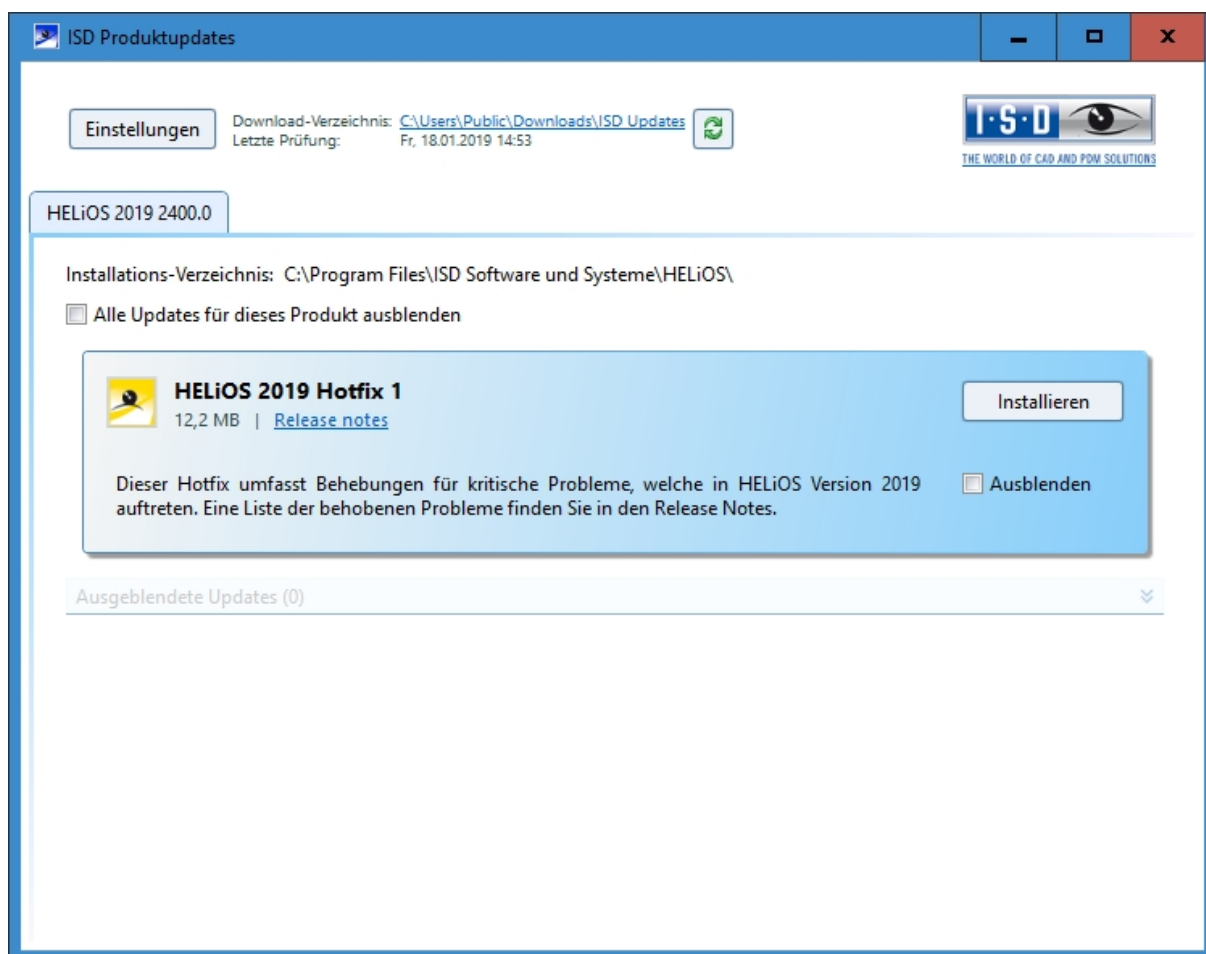 ISD Produktupdates
Einstellungen
Download-Verzeichnis: C:\Users\Public\Downloads\ISD Updates
Letzte Prüfung: Fr, 18.01.2019 14:53
I·S·D
THE WORLD OF CAD AND PDM SOLUTIONS
HELiOS 2019 2400.0
Installations-Verzeichnis: C:\Program Files\ISD Software und Systeme\HELiOS\
Alle Updates für dieses Produkt ausblenden
HELiOS 2019 Hotfix 1
12,2 MB | Release notes
Installieren
Dieser Hotfix umfasst Behebungen für kritische Probleme, welche in HELiOS Version 2019
auftreten. Eine Liste der behobenen Probleme finden Sie in den Release Notes.
Ausblenden
Ausgeblendete Updates (0)